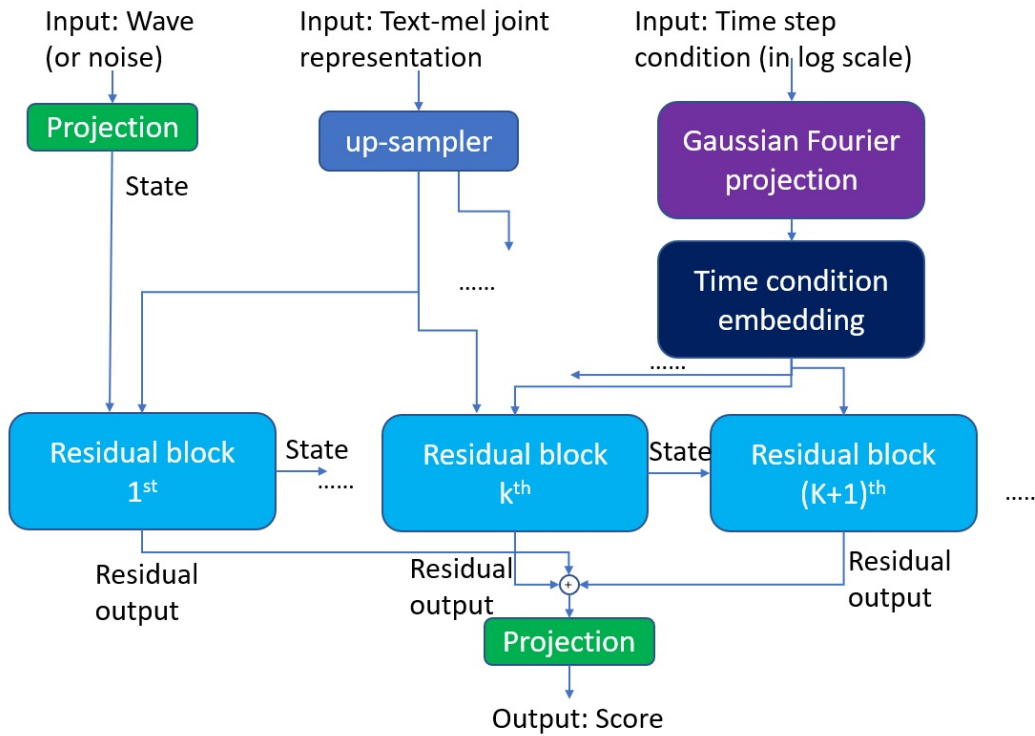 Input: Wave
(or noise)
Input: Text-mel joint
representation
Input: Time step
condition (in log scale)
Projection
up-sampler
Gaussian Fourier
projection
State
......
Time condition
embedding
......
Residual block
1st
State
......
Residual block
kth
State
Residual block
(K+1)th
......
Residual
output
Residual
output
Residual
output
+
Projection
Output: Score